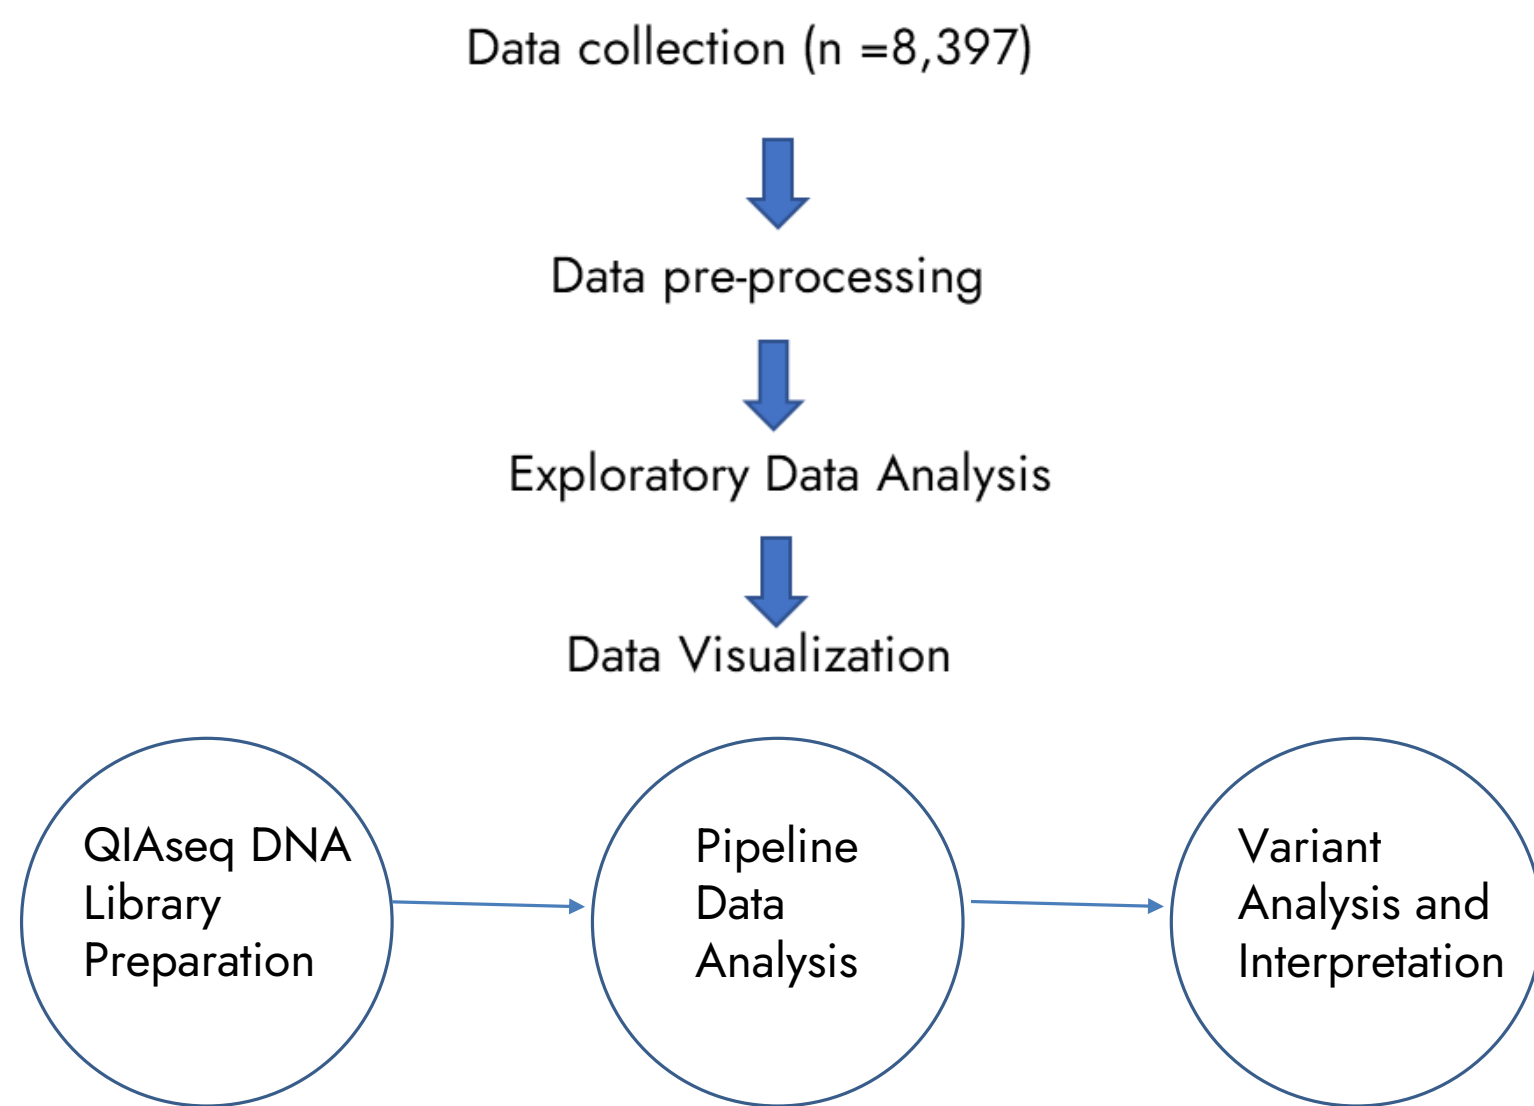 Data collection (n =8,397)
Data pre-processing
Exploratory Data Analysis
Data Visualization
QIAseq DNA
Library
Preparation
Pipeline
Data
Analysis
Variant
Analysis and
Interpretation